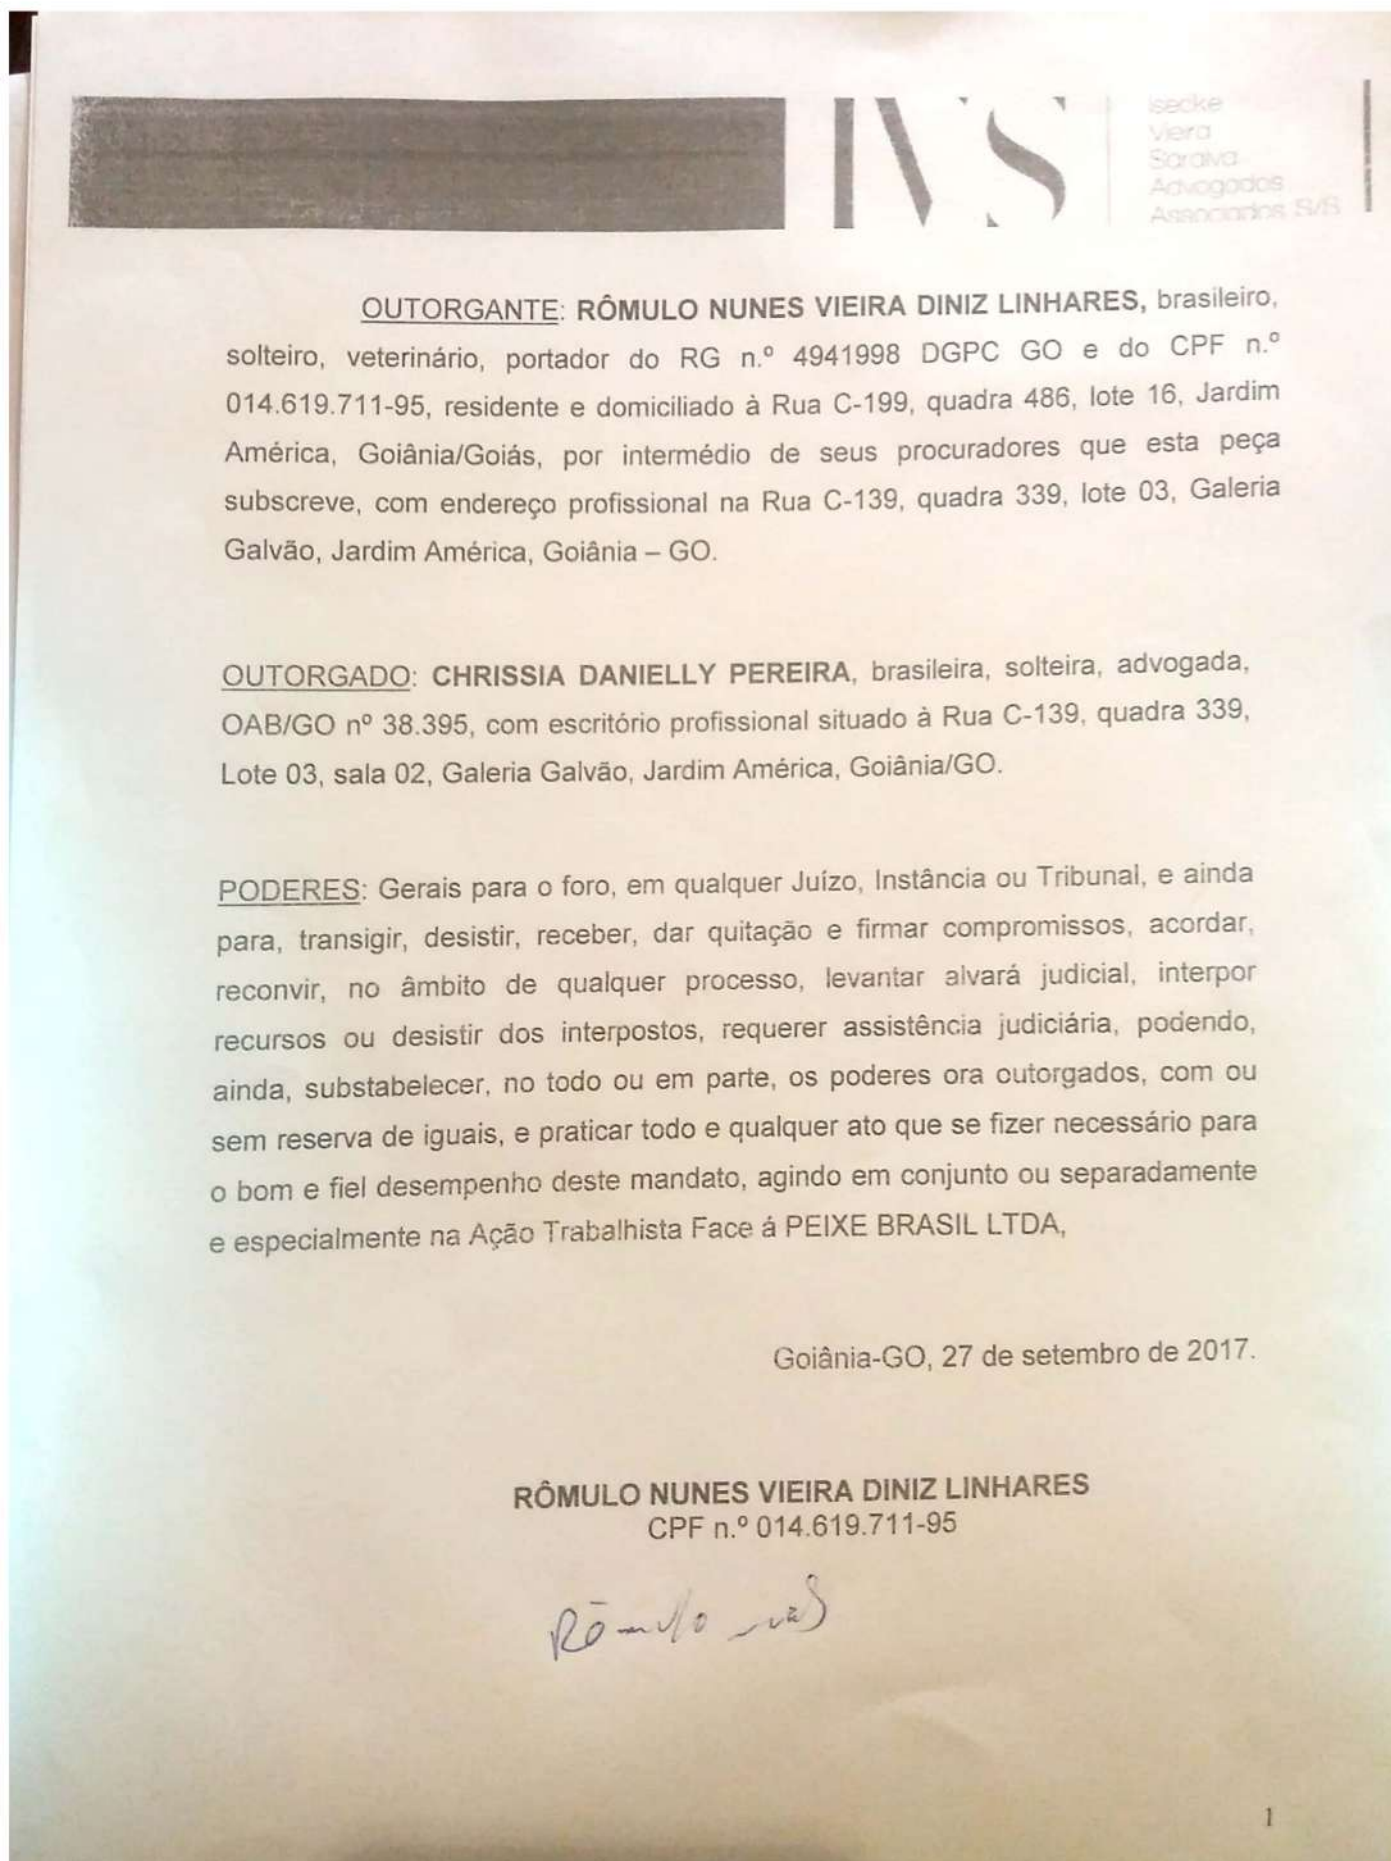 IVS
Isecke
Vieira
Saraiva
Advogados
Associados S/S
OUTORGANTE: RÔMULO NUNES VIEIRA DINIZ LINHARES, brasileiro,
solteiro, veterinário, portador do RG n.º 4941998 DGPC GO e do CPF n.º
014.619.711-95, residente e domiciliado à Rua C-199, quadra 486, lote 16, Jardim
América, Goiânia/Goiás, por intermédio de seus procuradores que esta peça
subscreve, com endereço profissional na Rua C-139, quadra 339, lote 03, Galeria
Galvão, Jardim América, Goiânia – GO.
OUTORGADO: CHRISSIA DANIELLY PEREIRA, brasileira, solteira, advogada,
OAB/GO nº 38.395, com escritório profissional situado à Rua C-139, quadra 339,
Lote 03, sala 02, Galeria Galvão, Jardim América, Goiânia/GO.
PODERES: Gerais para o foro, em qualquer Juízo, Instância ou Tribunal, e ainda
para, transigir, desistir, receber, dar quitação e firmar compromissos, acordar,
reconvir, no âmbito de qualquer processo, levantar alvará judicial, interpor
recursos ou desistir dos interpostos, requerer assistência judiciária, podendo,
ainda, substabelecer, no todo ou em parte, os poderes ora outorgados, com ou
sem reserva de iguais, e praticar todo e qualquer ato que se fizer necessário para
o bom e fiel desempenho deste mandato, agindo em conjunto ou separadamente
e especialmente na Ação Trabalhista Face á PEIXE BRASIL LTDA,
Goiânia-GO, 27 de setembro de 2017.
RÔMULO NUNES VIEIRA DINIZ LINHARES
CPF n.º 014.619.711-95
Rômulo
1